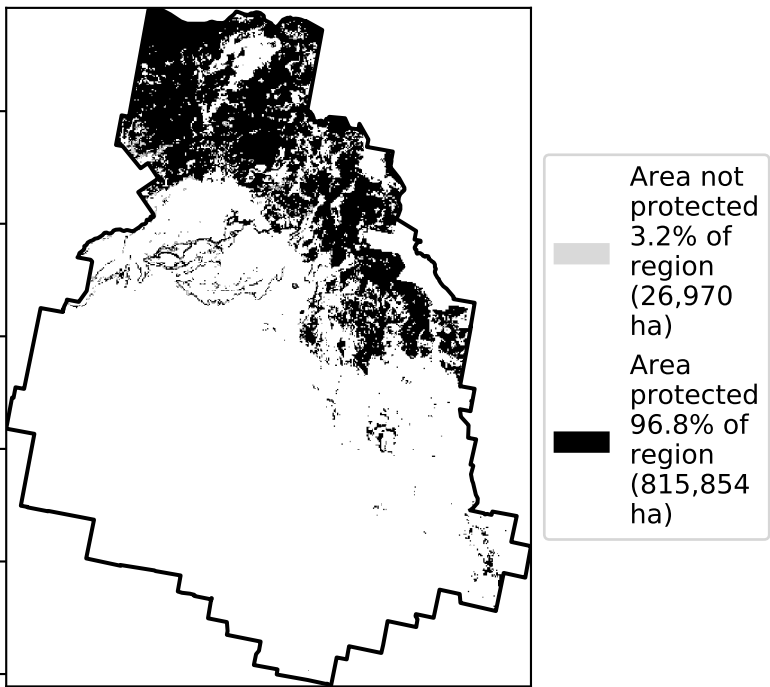 Area not
protected
3.2% of
region
(26,970
ha)
Area
protected
96.8% of
region
(815,854
ha)